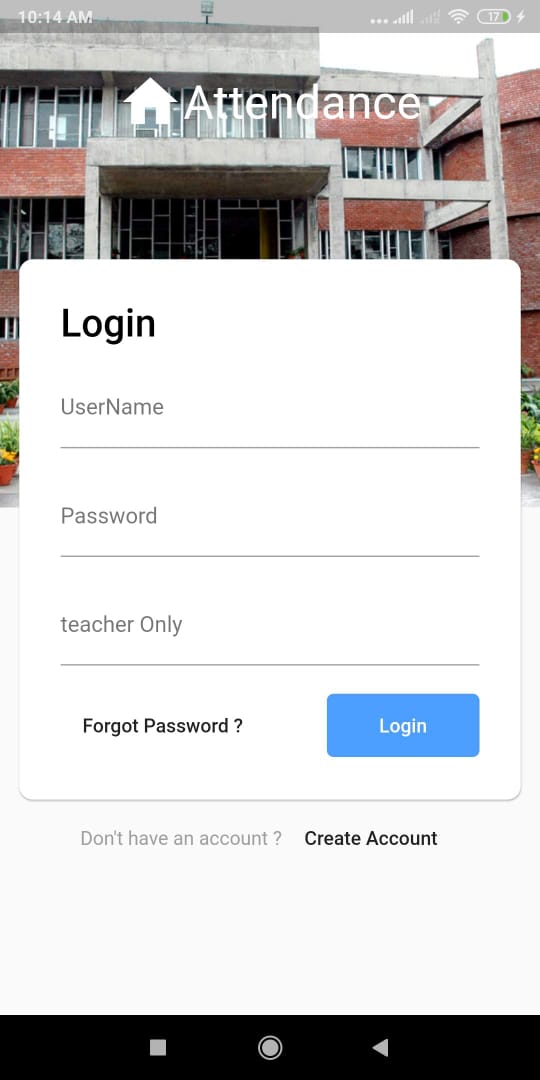 10:14 AM
17
Attendance
Login
UserName
Password
teacher Only
Forgot Password ?
Login
Don't have an account ?
Create Account